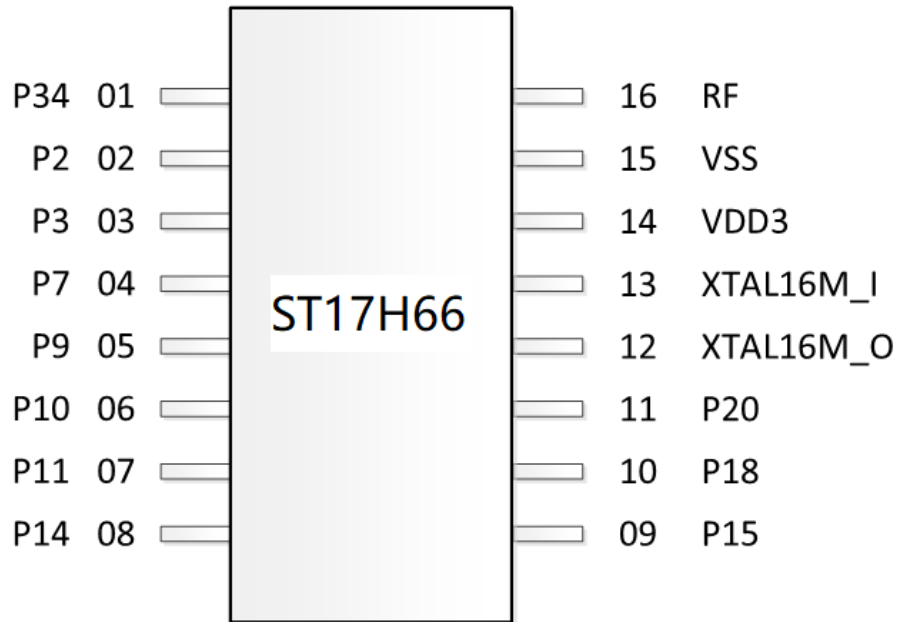 P34 01 16 RF
P2 02 15 VSS
P3 03 14 VDD3
P7 04 13 XTAL16M_I
ST17H66
P9 05 12 XTAL16M_O
P10 06 11 P20
P11 07 10 P18
P14 08 09 P15